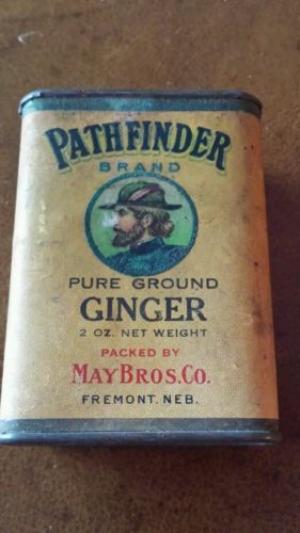 PATHFINDER
BRAND
PURE GROUND
GINGER
2 OZ. NET WEIGHT
PACKED BY
MAY BROS. CO.
FREMONT. NEB.